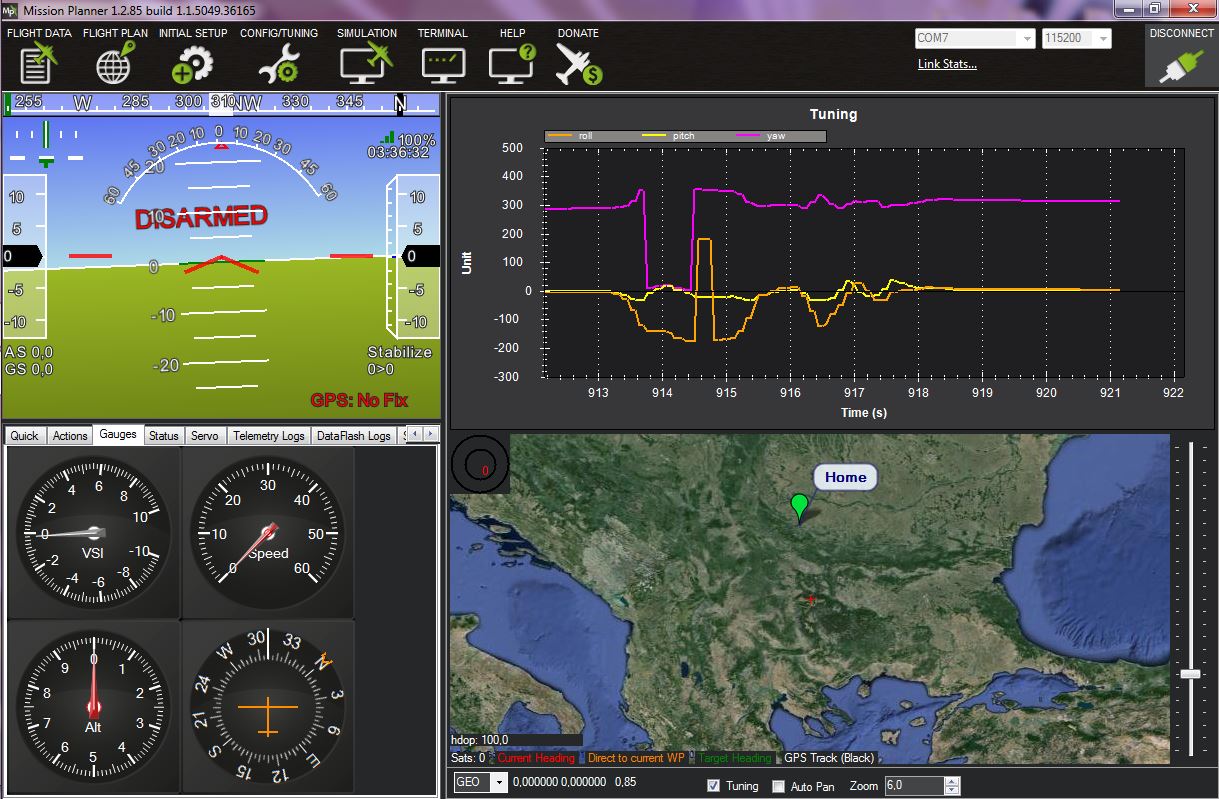 Mission Planner 1.2.85 build 1.1.5049.36165
FLIGHT DATA FLIGHT PLAN INITIAL SETUP CONFIG/TUNING SIMULATION TERMINAL HELP DONATE
COM7 115200 DISCONNECT
Link Stats...
255 W 285 300 310 NW 330 345 N
100%
03:36:32
60 45 30 20 10 0 10 20 30 45 60
20
DISARMED
10
0
-10
-20
10
5
0
-5
-10
10
5
0
-5
-10
AS 0,0
GS 0,0
Stabilize
0>0
GPS: No Fix
Tuning
roll pitch yaw
500
400
300
200
100
0
-100
-200
-300
Unit
913 914 915 916 917 918 919 920 921 922
Time (s)
Quick Actions Gauges Status Servo Telemetry Logs DataFlash Logs
2 4 6 8 10
0
-2 -4 -6 -8 -10
VSI
0 10 20 30 40 50 60
Speed
0 1 2 3 4 5 6 7 8 9
Alt
30 33 N 3 6 E 12 15 S 21 24 W
0
Home
hdop: 100,0
Sats: 0 Current Heading Direct to current WP Target Heading GPS Track (Black)
GEO 0,000000 0,000000 0,85
Tuning Auto Pan Zoom 6,0